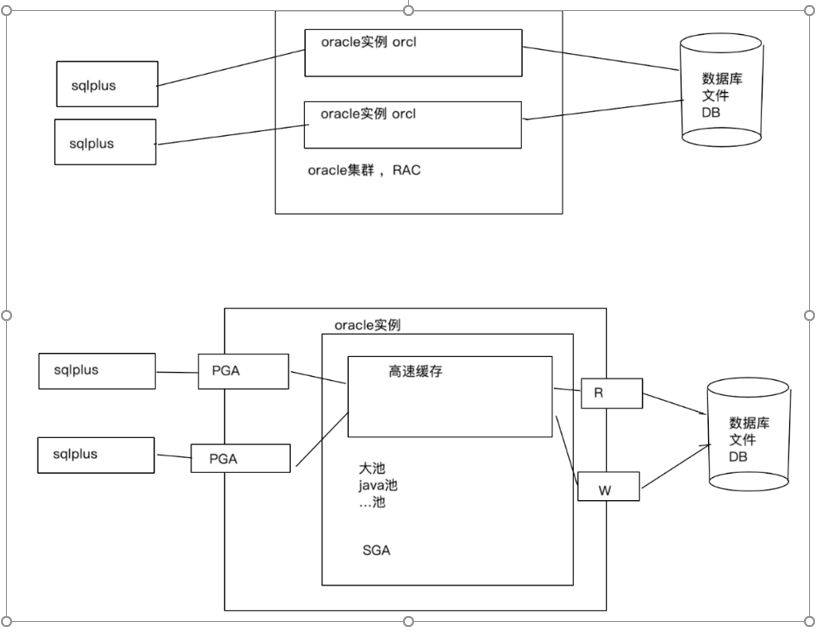 oracle实例 orcl
sqlplus
oracle实例 orcl
sqlplus
oracle集群 ，RAC
数据库
文件
DB
oracle实例
sqlplus
PGA
高速缓存
R
sqlplus
PGA
大池
java池
...池
SGA
W
数据库
文件
DB